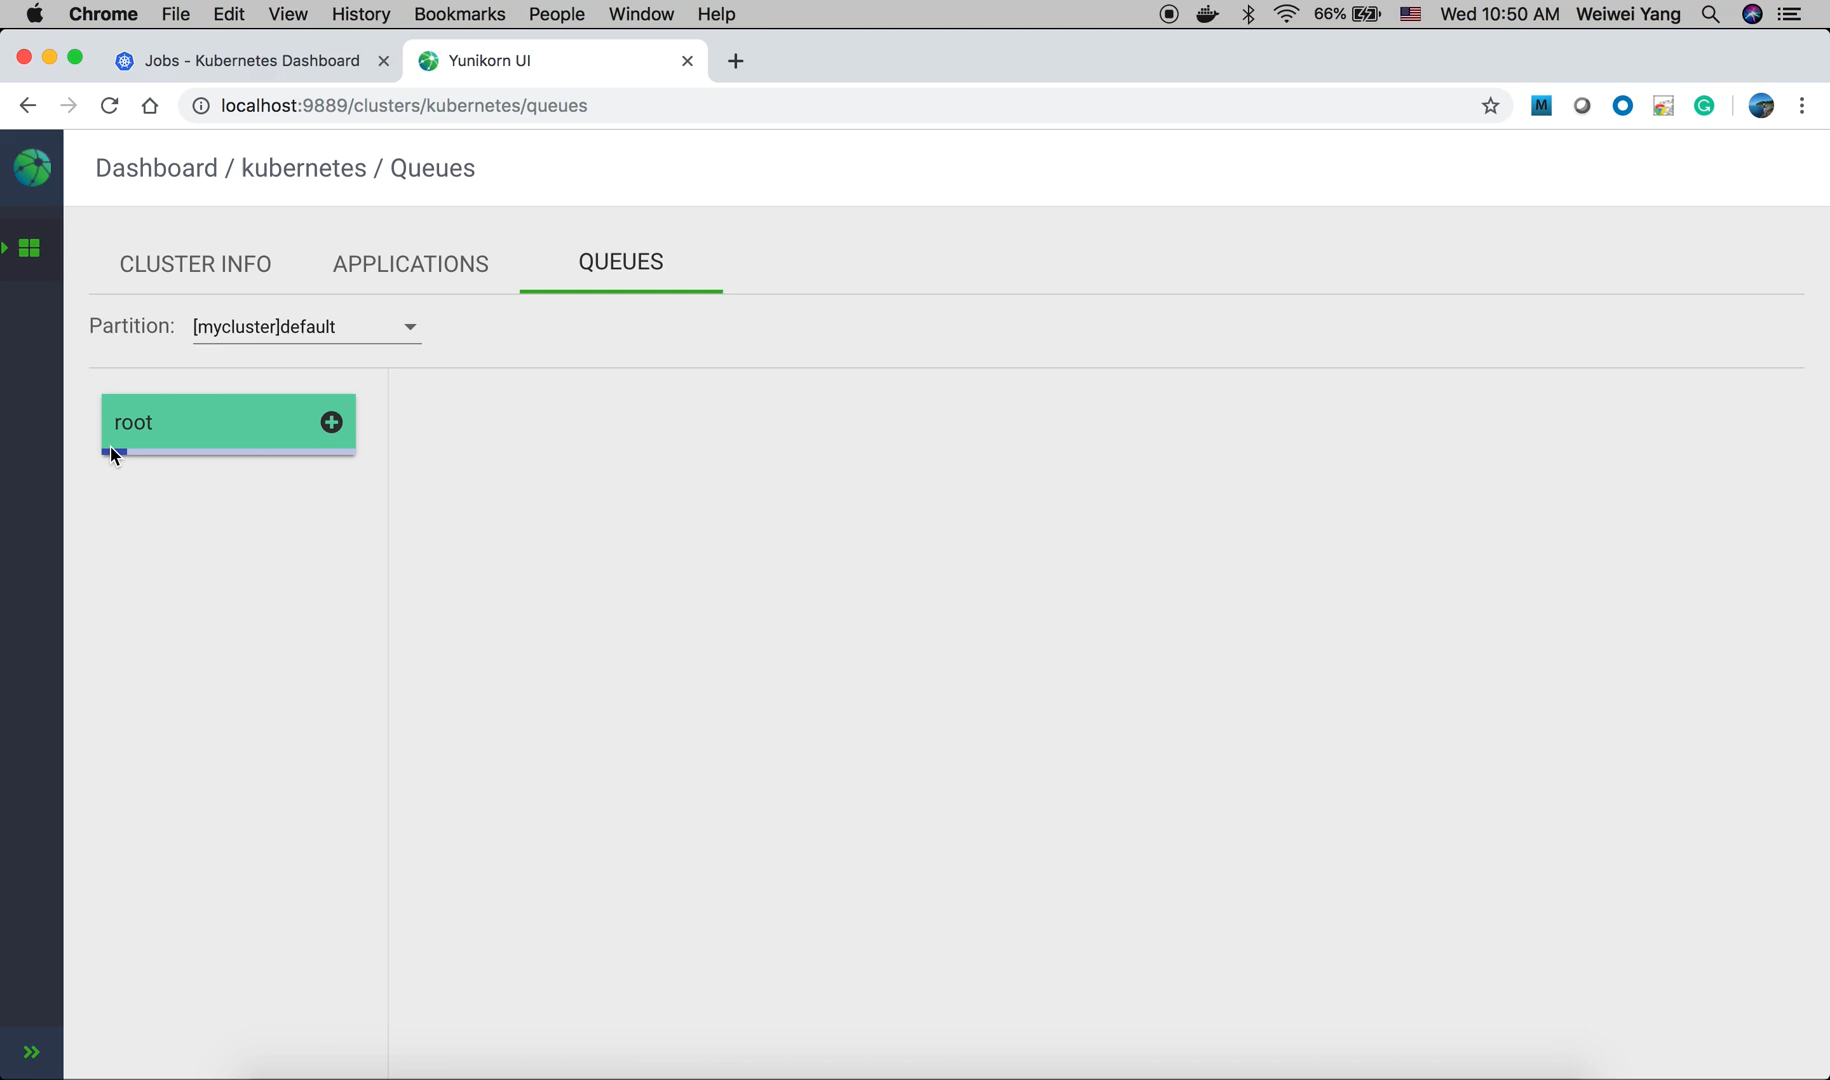 Chrome File Edit View History Bookmarks People Window Help 66% Wed 10:50 AM Weiwei Yang
Jobs - Kubernetes Dashboard Yunikorn UI
localhost:9889/clusters/kubernetes/queues M
Dashboard / kubernetes / Queues
CLUSTER INFO APPLICATIONS QUEUES
Partition: [mycluster]default
root